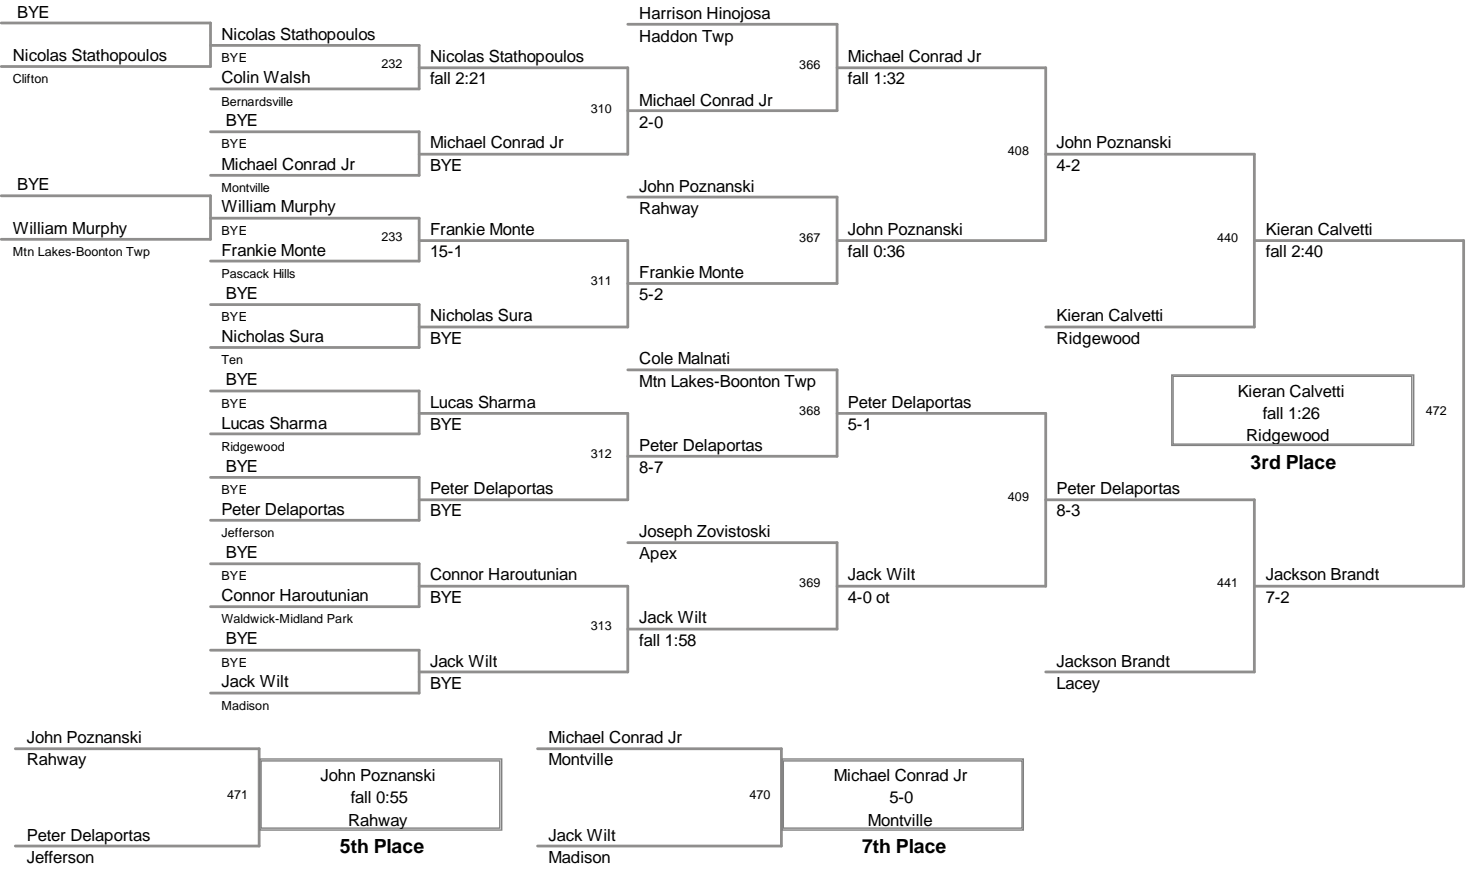 BYE
Nicolas Stathopoulos
Clifton
BYE
William Murphy
Mtn Lakes-Boonton Twp
Nicolas Stathopoulos
BYE
Colin Walsh
232
Bernardsville
BYE
BYE
Michael Conrad Jr
Montville
William Murphy
BYE
Frankie Monte
233
Pascack Hills
BYE
BYE
Nicholas Sura
Ten
BYE
BYE
Lucas Sharma
Ridgewood
BYE
BYE
Peter Delaportas
Jefferson
BYE
BYE
Connor Haroutunian
Waldwick-Midland Park
BYE
BYE
Jack Wilt
Madison
Nicolas Stathopoulos
fall 2:21
310
Michael Conrad Jr
BYE
Frankie Monte
15-1
311
Nicholas Sura
BYE
Lucas Sharma
BYE
312
Peter Delaportas
BYE
Connor Haroutunian
BYE
313
Jack Wilt
BYE
Harrison Hinojosa
Haddon Twp
366
Michael Conrad Jr
2-0
John Poznanski
Rahway
367
Frankie Monte
5-2
Cole Malnati
Mtn Lakes-Boonton Twp
368
Peter Delaportas
8-7
Joseph Zovistoski
Apex
369
Jack Wilt
fall 1:58
Michael Conrad Jr
fall 1:32
408
John Poznanski
fall 0:36
Peter Delaportas
5-1
409
Jack Wilt
4-0 ot
John Poznanski
4-2
440
Kieran Calvetti
Ridgewood
Peter Delaportas
8-3
441
Jackson Brandt
Lacey
Kieran Calvetti
fall 2:40
Jackson Brandt
7-2
Kieran Calvetti
fall 1:26
Ridgewood
472
3rd Place
John Poznanski
Rahway
471
Peter Delaportas
Jefferson
John Poznanski
fall 0:55
Rahway
5th Place
Michael Conrad Jr
Montville
470
Jack Wilt
Madison
Michael Conrad Jr
5-0
Montville
7th Place